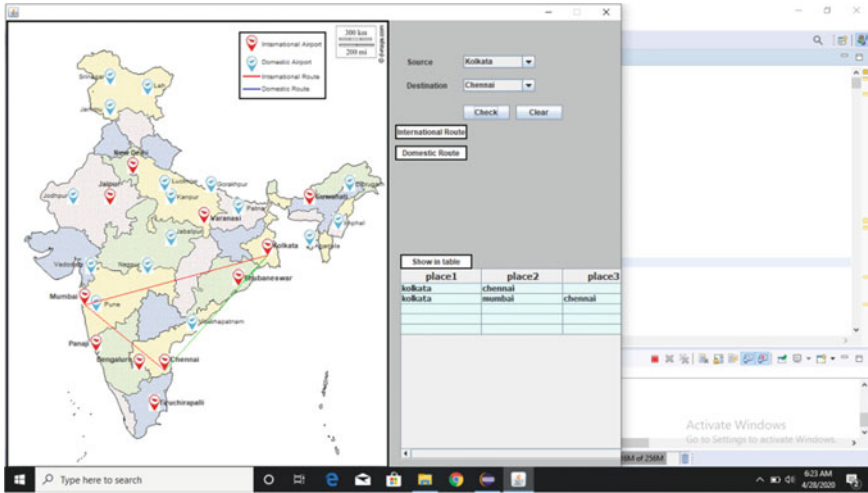 300 km
200 mi
International Airport
Domestic Airport
International Route
Domestic Route
Srinagar
Leh
Jammu
New Delhi
Lucknow
Gorakhpur
Dibrugarh
Jodhpur
Jaipur
Kanpur
Guwahati
Patna
Varanasi
Imphal
Jabalpur
Agartala
Kolkata
Vadodara
Nagpur
Bhubaneswar
Mumbai
Pune
Visakhapatnam
Panaji
Bengaluru
Chennai
Tiruchirapalli
Source Kolkata
Destination Chennai
Check Clear
International Route
Domestic Route
Show in table
place1 place2 place3
kolkata chennai
kolkata mumbai chennai
Activate Windows
Go to Settings to activate Windows.
of 256M
Type here to search
6:23 AM
4/28/2020